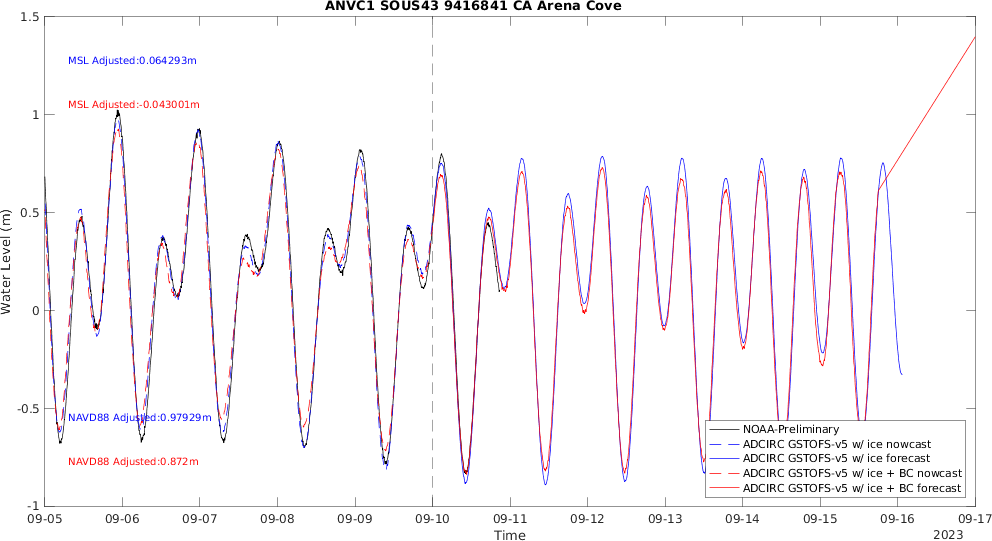 ANVC1 SOUS43 9416841 CA Arena Cove
1.5
MSL Adjusted:0.064293m
MSL Adjusted:-0.043001m
1
0.5
Water Level (m)
0
-0.5
NAVD88 Adjusted:0.97929m
NAVD88 Adjusted:0.872m
NOAA-Preliminary
ADCIRC GSTOFS-v5 w/ ice nowcast
ADCIRC GSTOFS-v5 w/ ice forecast
ADCIRC GSTOFS-v5 w/ ice + BC nowcast
ADCIRC GSTOFS-v5 w/ ice + BC forecast
-1
09-05 09-06 09-07 09-08 09-09 09-10 09-11 09-12 09-13 09-14 09-15 09-16 09-17
Time
2023